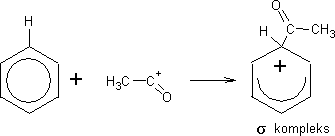 O
H
C
CH₃
H
+
H₃C—C⁺
O
+
σ kompleks